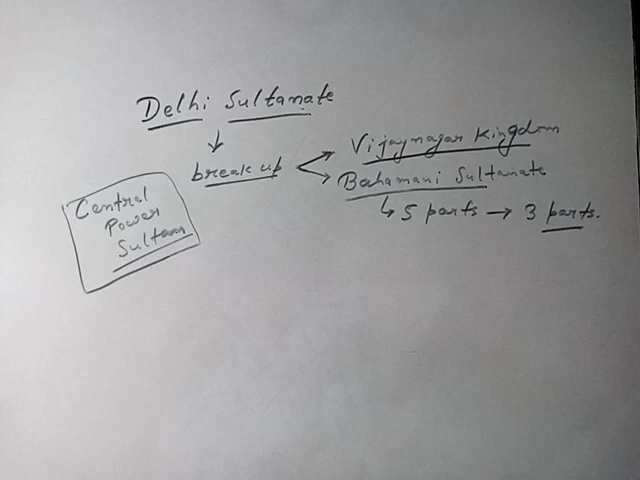 Delhi Sultanate
↓
break up
Vijaynagar Kingdom
Bahamani Sultanate
↳ 5 parts → 3 parts.
Central
Power
Sultan